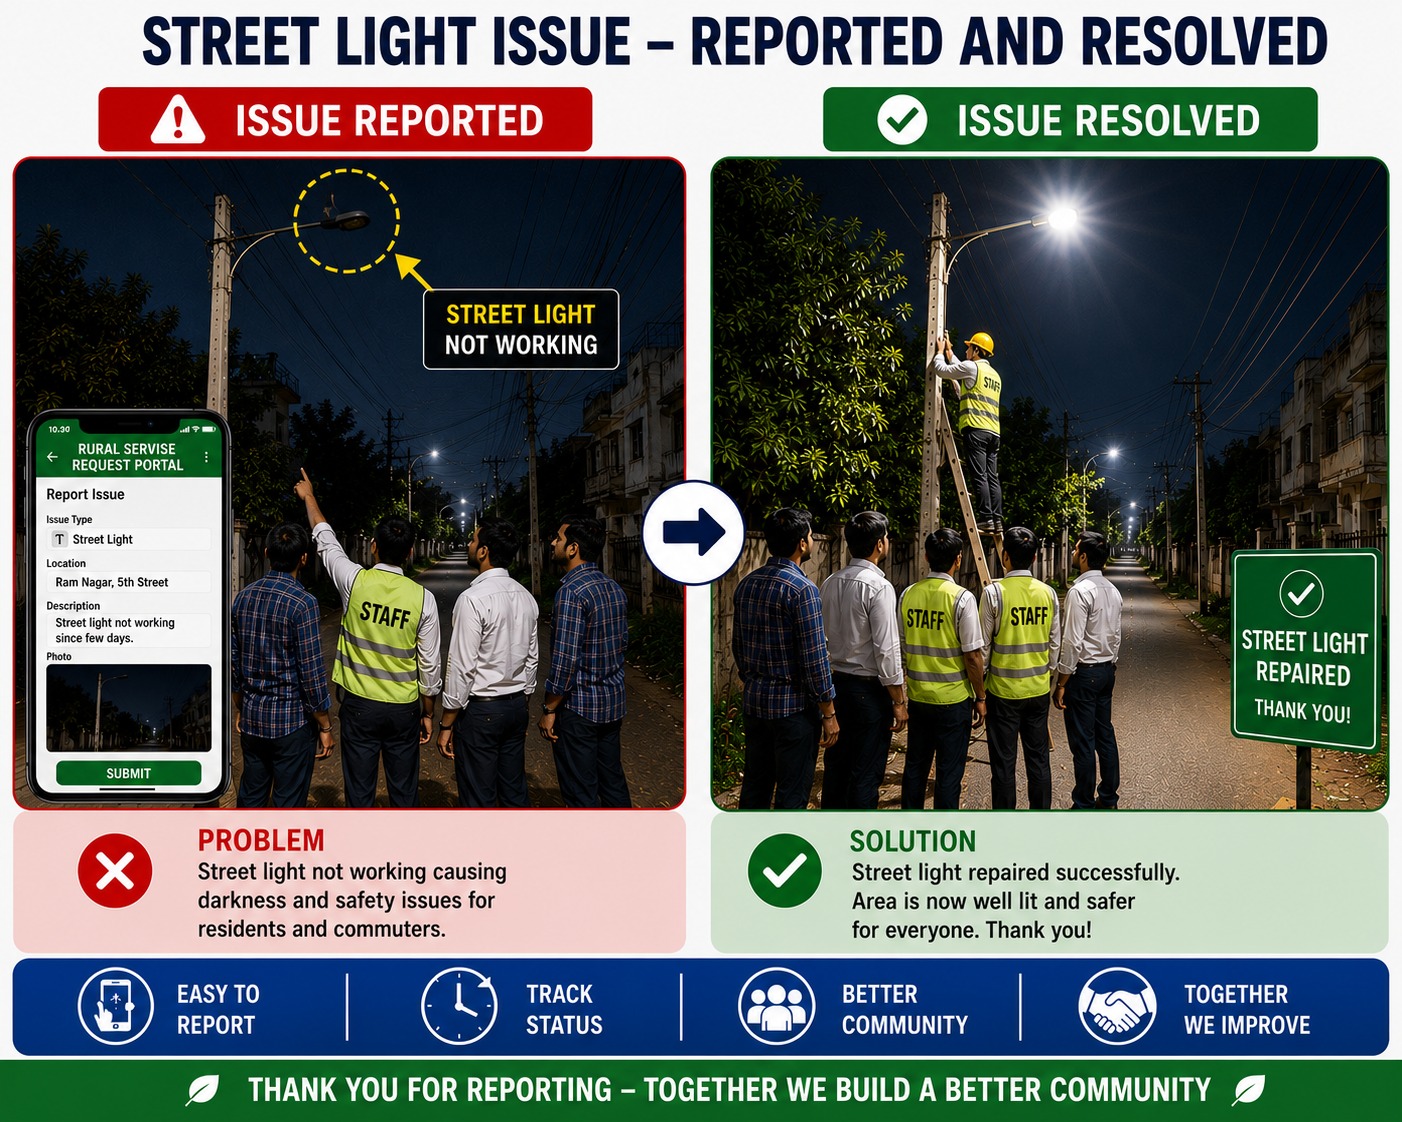 STREET LIGHT ISSUE – REPORTED AND RESOLVED
ISSUE REPORTED
STREET LIGHT
NOT WORKING
10.30
RURAL SERVISE
REQUEST PORTAL
Report Issue
Issue Type
T Street Light
Location
Ram Nagar, 5th Street
Description
Street light not working
since few days.
Photo
SUBMIT
STAFF
PROBLEM
Street light not working causing
darkness and safety issues for
residents and commuters.
ISSUE RESOLVED
STAFF
STAFF
STAFF
STREET LIGHT
REPAIRED
THANK YOU!
SOLUTION
Street light repaired successfully.
Area is now well lit and safer
for everyone. Thank you!
EASY TO
REPORT
TRACK
STATUS
BETTER
COMMUNITY
TOGETHER
WE IMPROVE
THANK YOU FOR REPORTING – TOGETHER WE BUILD A BETTER COMMUNITY